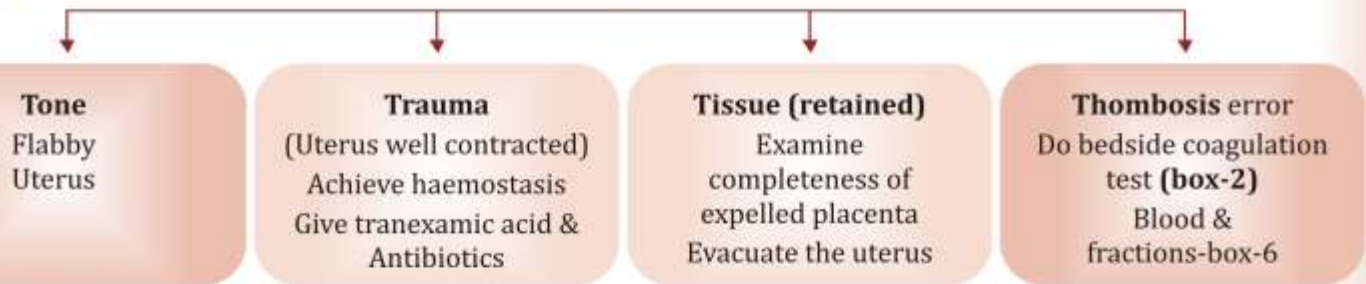 Tone
Flabby
Uterus
Trauma
(Uterus well contracted)
Achieve haemostasis
Give tranexamic acid &
Antibiotics
Tissue (retained)
Examine
completeness of
expelled placenta
Evacuate the uterus
Thombosis error
Do bedside coagulation
test (box-2)
Blood &
fractions-box-6